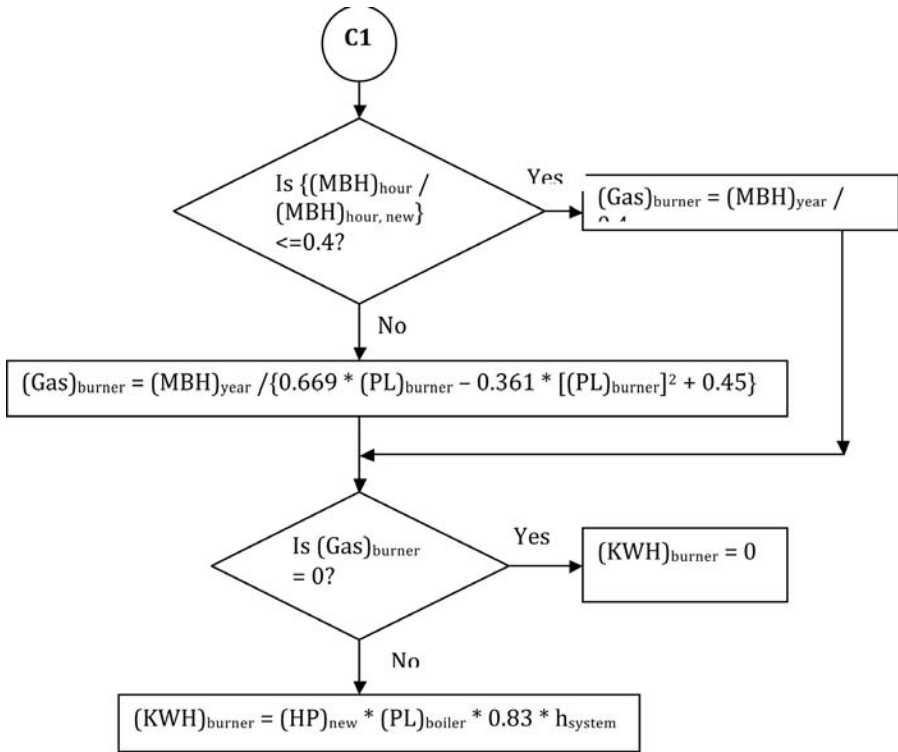 C1
Is {(MBH)hour /
(MBH)hour, new}
<=0.4?
Yes
(Gas)burner = (MBH)year /
No
(Gas)burner = (MBH)year /{0.669 * (PL)burner – 0.361 * [(PL)burner]² + 0.45}
Is (Gas)burner
= 0?
Yes
(KWH)burner = 0
No
(KWH)burner = (HP)new * (PL)boiler * 0.83 * hsystem